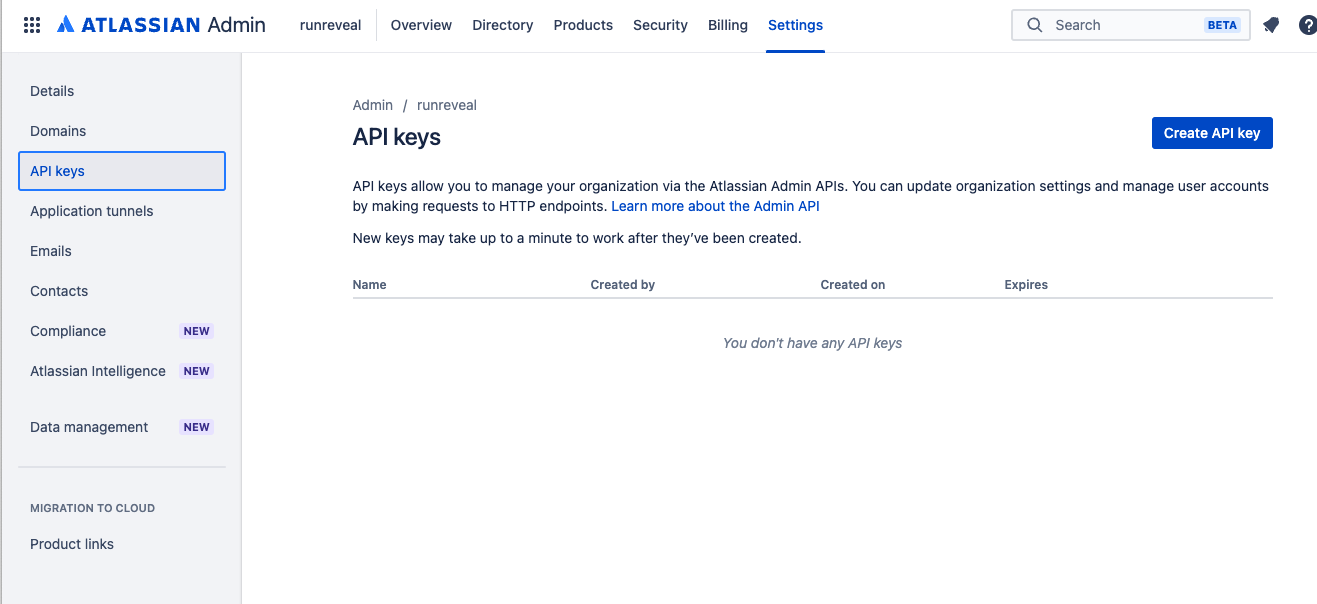 ATLASSIAN Admin runreveal Overview Directory Products Security Billing Settings Search BETA
Details
Domains
API keys
Application tunnels
Emails
Contacts
Compliance NEW
Atlassian Intelligence NEW
Data management NEW
MIGRATION TO CLOUD
Product links
Admin / runreveal
API keys
Create API key
API keys allow you to manage your organization via the Atlassian Admin APIs. You can update organization settings and manage user accounts
by making requests to HTTP endpoints. Learn more about the Admin API
New keys may take up to a minute to work after they’ve been created.
Name Created by Created on Expires
You don't have any API keys